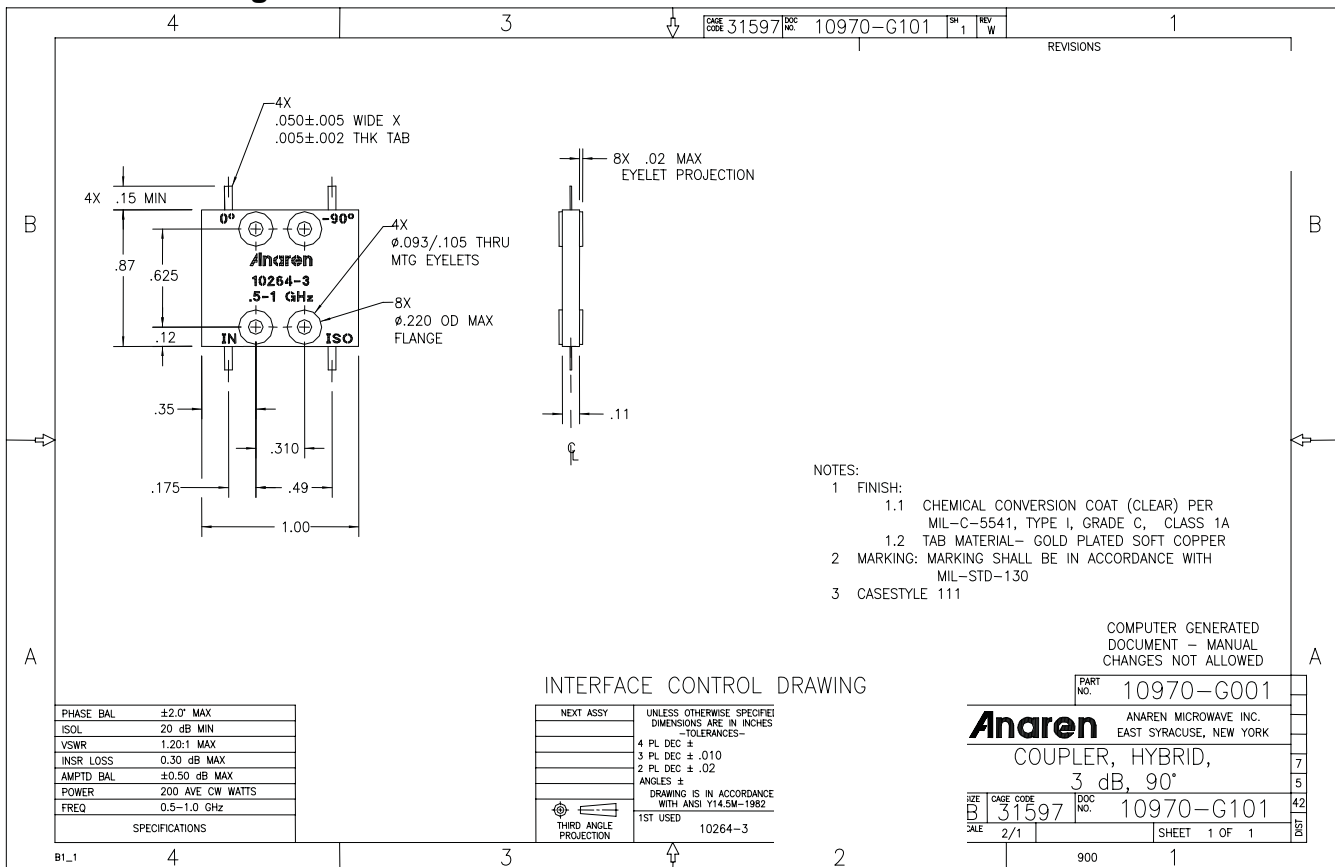 4 3 1
CAGE CODE 31597 DOC NO. 10970-G101 SH 1 REV W
REVISIONS
4X
.050±.005 WIDE X
.005±.002 THK TAB
8X .02 MAX
EYELET PROJECTION
4X .15 MIN
B
B
0° -90°
4X
ø.093/.105 THRU
MTG EYELETS
Anaren
10264-3
.5-1 GHz
.87
.625
.12
8X
ø.220 OD MAX
FLANGE
IN ISO
.35
.11
.310
CL
.175
.49
1.00
NOTES:
1 FINISH:
1.1 CHEMICAL CONVERSION COAT (CLEAR) PER
MIL-C-5541, TYPE I, GRADE C, CLASS 1A
1.2 TAB MATERIAL- GOLD PLATED SOFT COPPER
2 MARKING: MARKING SHALL BE IN ACCORDANCE WITH
MIL-STD-130
3 CASESTYLE 111
COMPUTER GENERATED
DOCUMENT - MANUAL
CHANGES NOT ALLOWED
A
A
INTERFACE CONTROL DRAWING
PART NO. 10970-G001
PHASE BAL ±2.0° MAX
ISOL 20 dB MIN
VSWR 1.20:1 MAX
INSR LOSS 0.30 dB MAX
AMPTD BAL ±0.50 dB MAX
POWER 200 AVE CW WATTS
FREQ 0.5-1.0 GHz
SPECIFICATIONS
NEXT ASSY
THIRD ANGLE
PROJECTION
UNLESS OTHERWISE SPECIFIED
DIMENSIONS ARE IN INCHES
-TOLERANCES-
4 PL DEC ±
3 PL DEC ± .010
2 PL DEC ± .02
ANGLES ±
DRAWING IS IN ACCORDANCE
WITH ANSI Y14.5M-1982
1ST USED
10264-3
Anaren
ANAREN MICROWAVE INC.
EAST SYRACUSE, NEW YORK
COUPLER, HYBRID,
3 dB, 90°
B CAGE CODE 31597 DOC NO. 10970-G101
2/1 SHEET 1 OF 1
7
5
42
DIST
B1_1 4 3 2 900 1